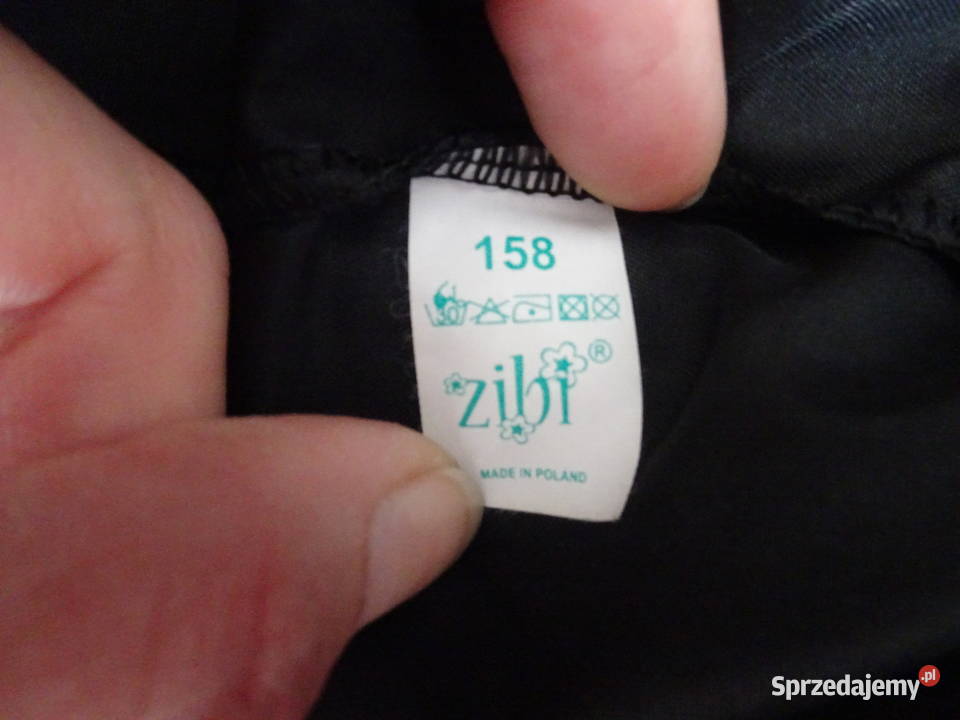 158
30
zibi®
MADE IN POLAND
Sprzedajemy.pl